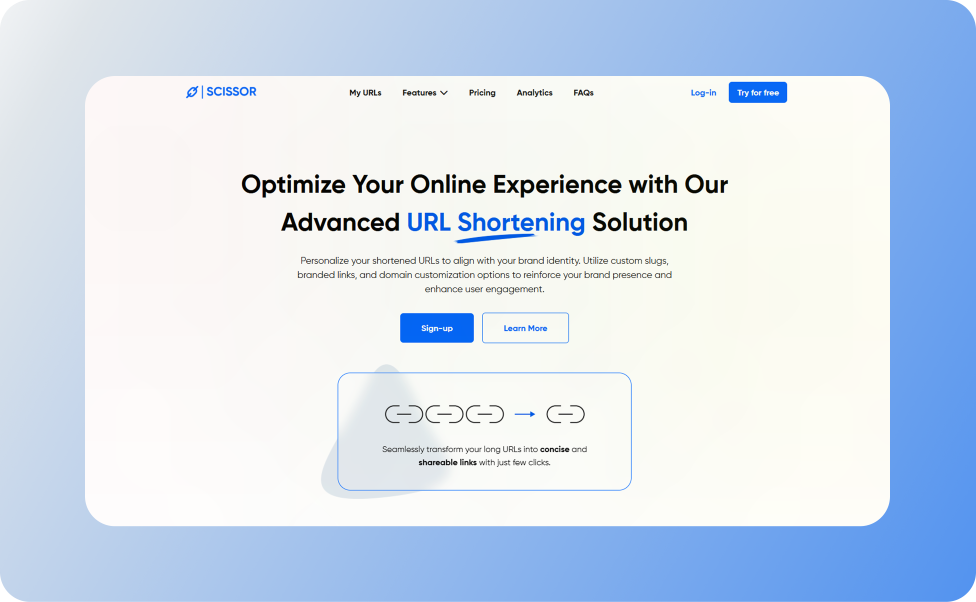 SCISSOR
My URLs Features Pricing Analytics FAQs
Log-in Try for free
Optimize Your Online Experience with Our
Advanced URL Shortening Solution
Personalize your shortened URLs to align with your brand identity. Utilize custom slugs,
branded links, and domain customization options to reinforce your brand presence and
enhance user engagement.
Sign-up Learn More
Seamlessly transform your long URLs into concise and
shareable links with just few clicks.